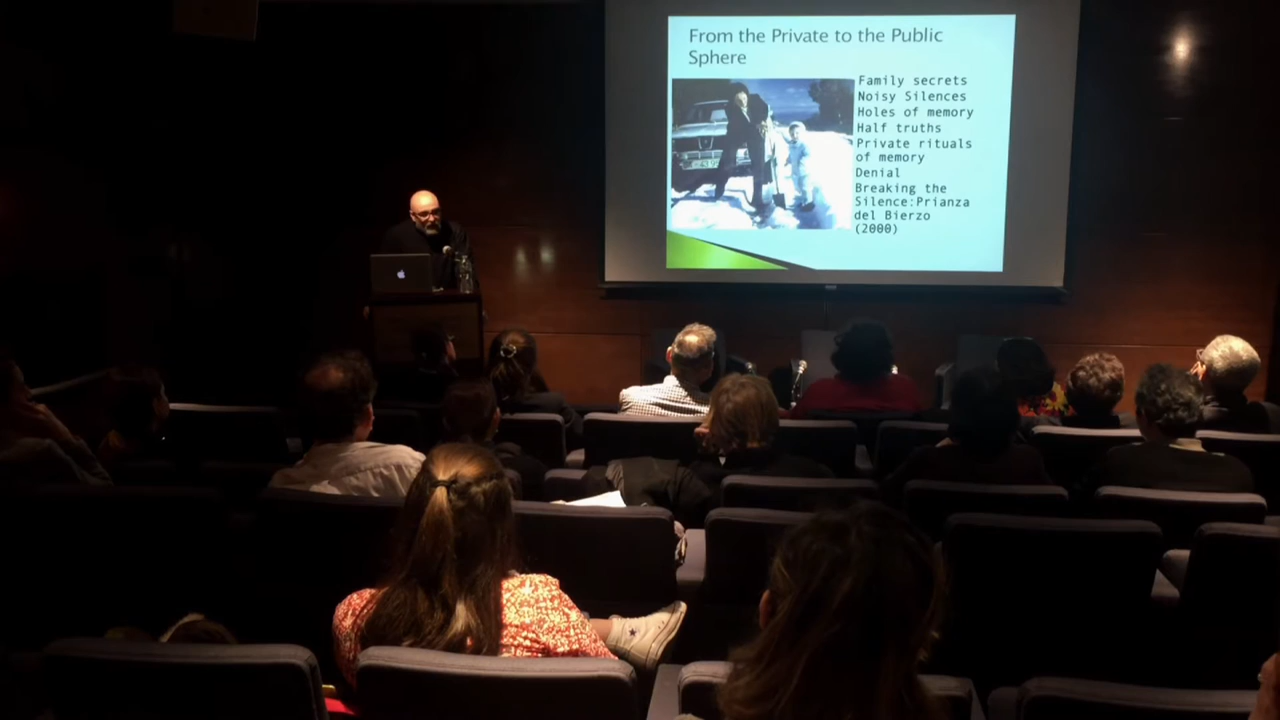 From the Private to the Public
Sphere
Family secrets
Noisy Silences
Holes of memory
Half truths
Private rituals
of memory
Denial
Breaking the
Silence:Prianza
del Bierzo
(2000)